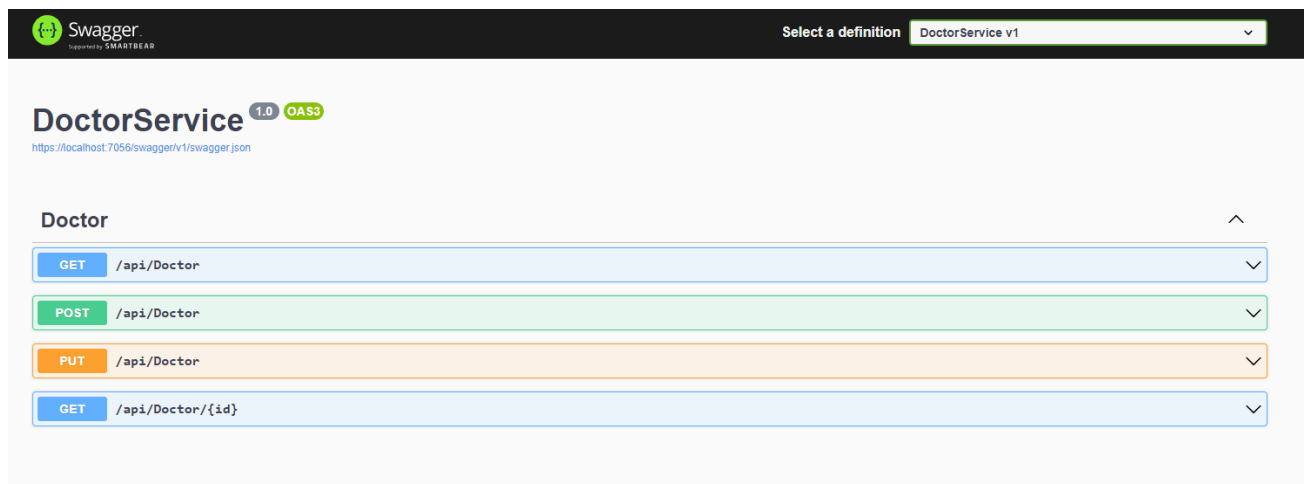 {···} Swagger.
Supported by SMARTBEAR
Select a definition DoctorService v1
DoctorService 1.0 OAS3
https://localhost:7056/swagger/v1/swagger.json
Doctor
GET /api/Doctor
POST /api/Doctor
PUT /api/Doctor
GET /api/Doctor/{id}